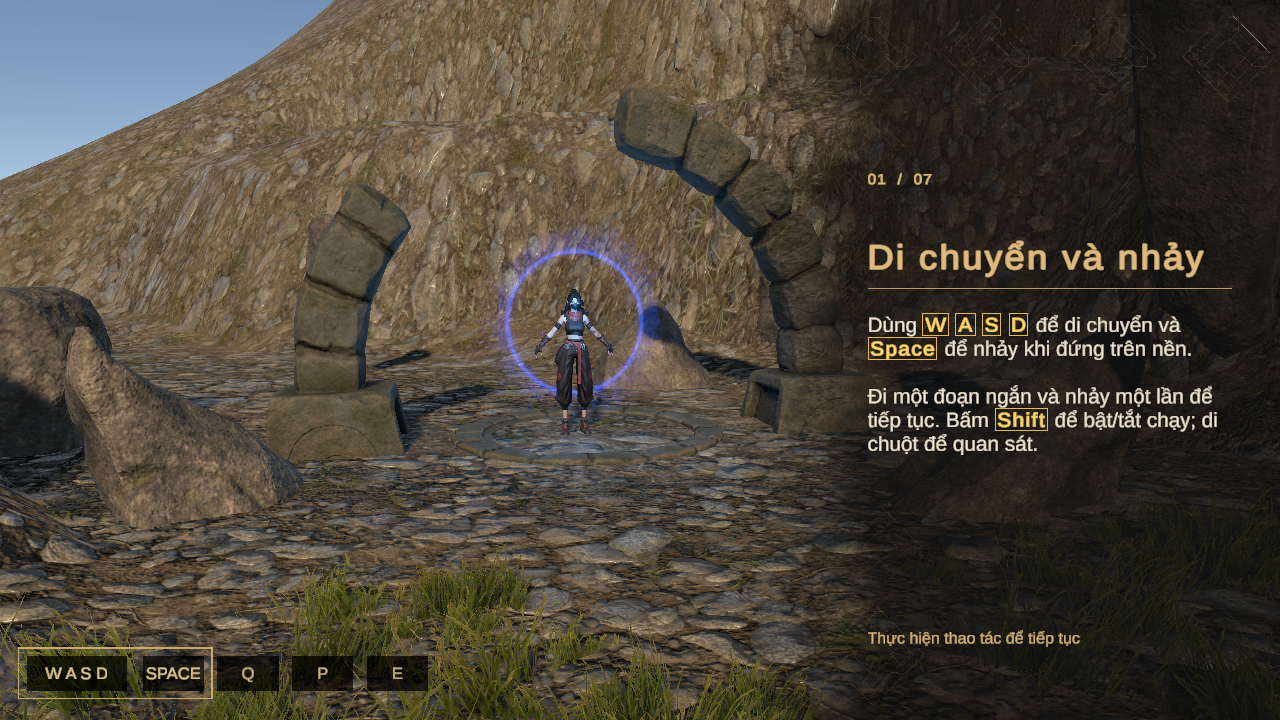 01 / 07
Di chuyển và nhảy
Dùng W A S D để di chuyển và
Space để nhảy khi đứng trên nền.
Đi một đoạn ngắn và nhảy một lần để
tiếp tục. Bấm Shift để bật/tắt chạy; di
chuột để quan sát.
Thực hiện thao tác để tiếp tục
WASD SPACE Q P E